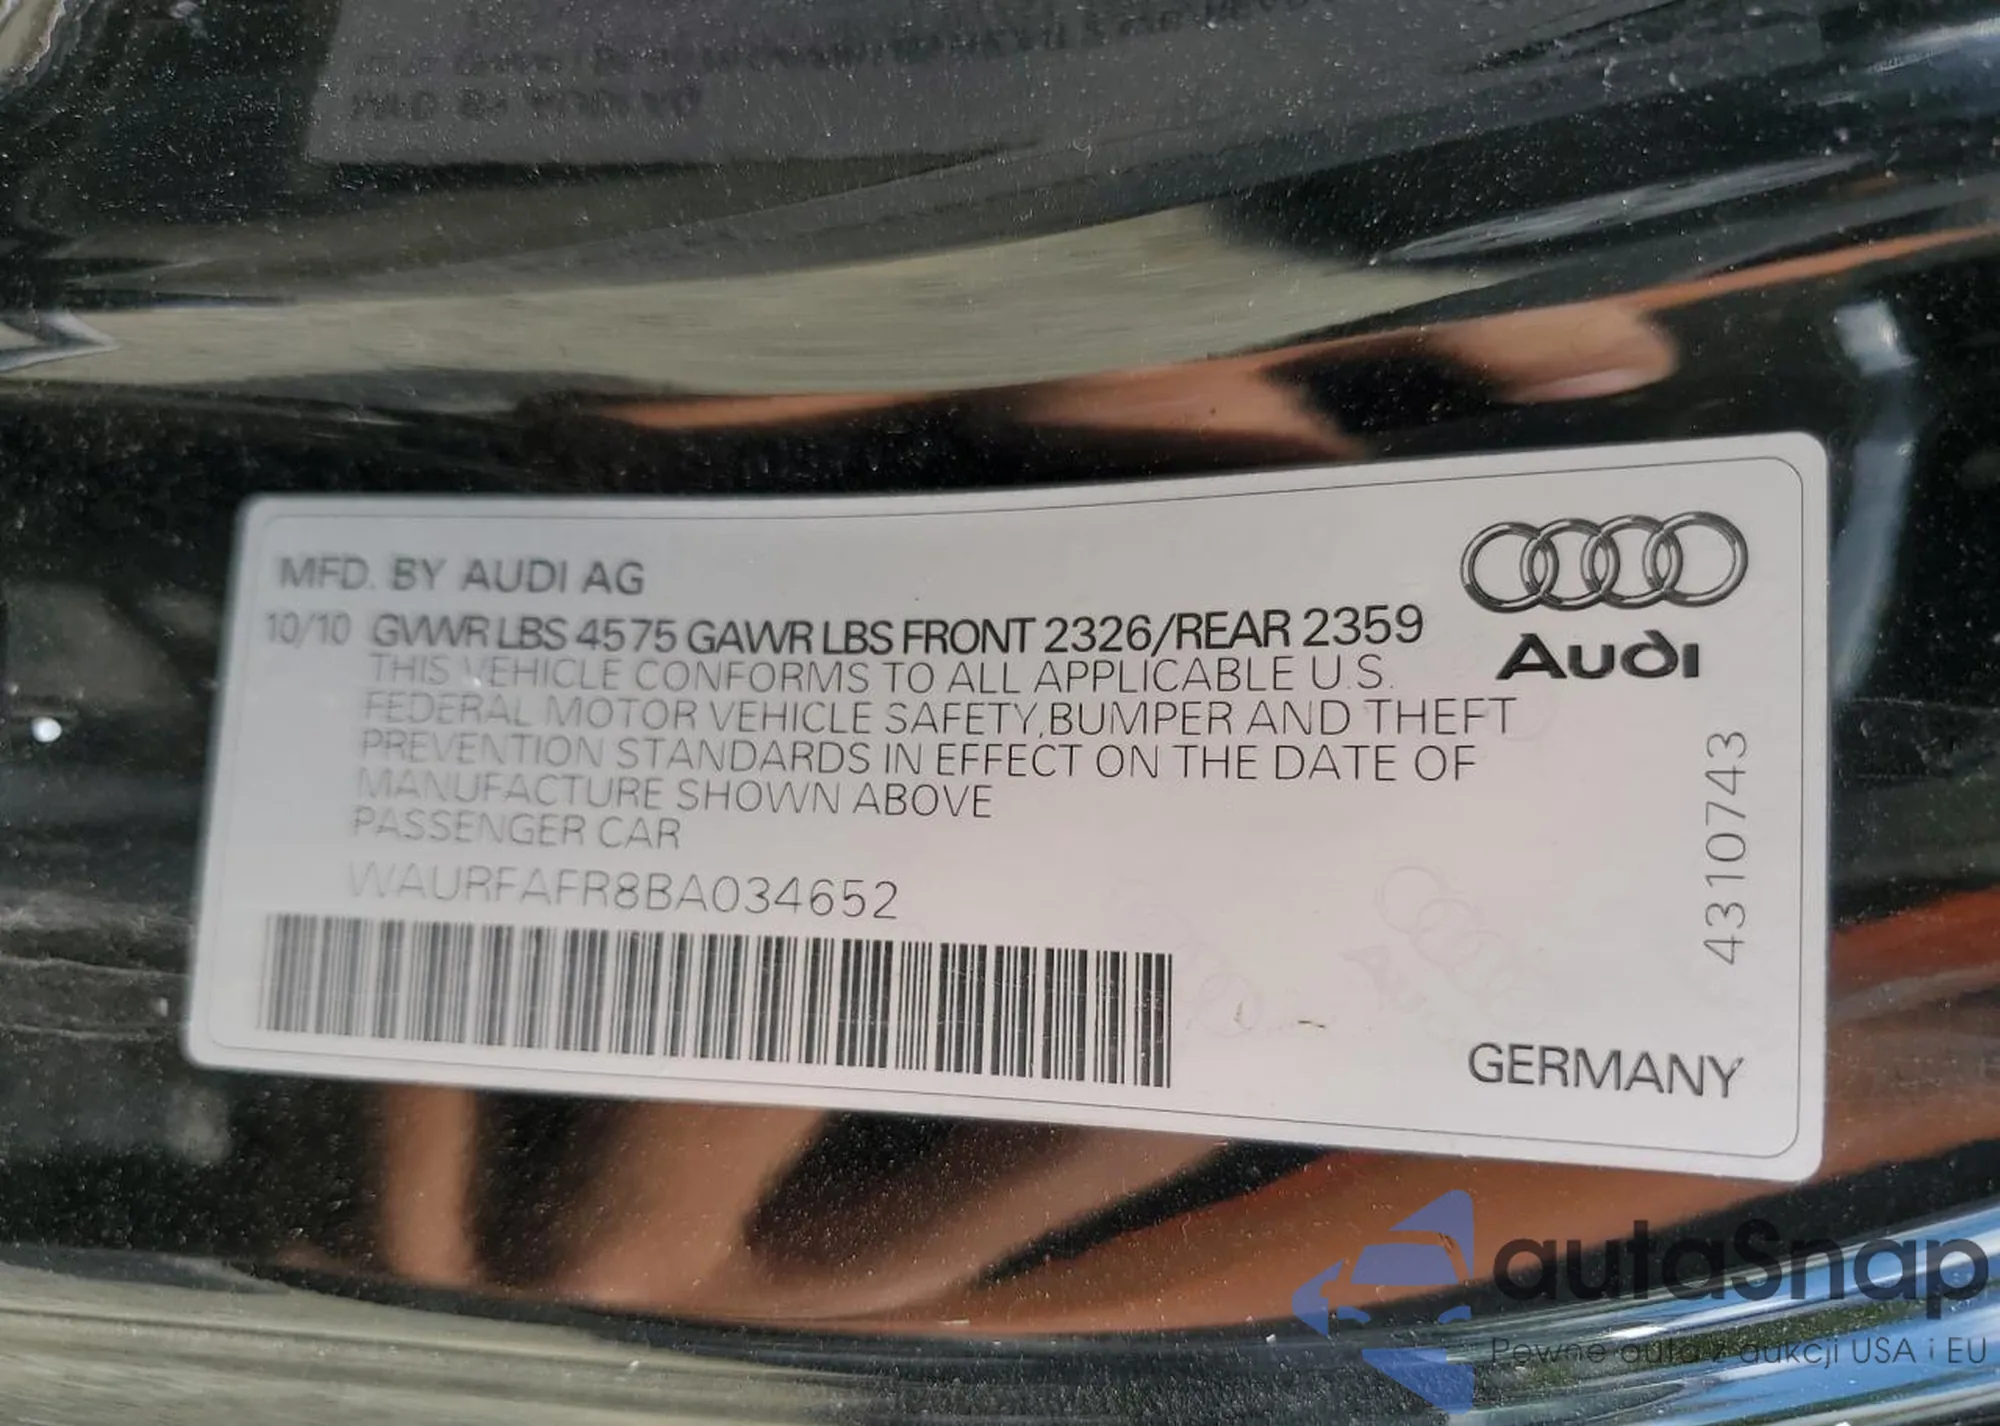 MFD. BY AUDI AG
10/10 GVWR LBS 4575 GAWR LBS FRONT 2326/REAR 2359
THIS VEHICLE CONFORMS TO ALL APPLICABLE U.S.
FEDERAL MOTOR VEHICLE SAFETY,BUMPER AND THEFT
PREVENTION STANDARDS IN EFFECT ON THE DATE OF
MANUFACTURE SHOWN ABOVE
PASSENGER CAR
WAURFAFR8BA034652
Audi
4310743
GERMANY
autaSnap
Pewne auta z aukcji USA i EU